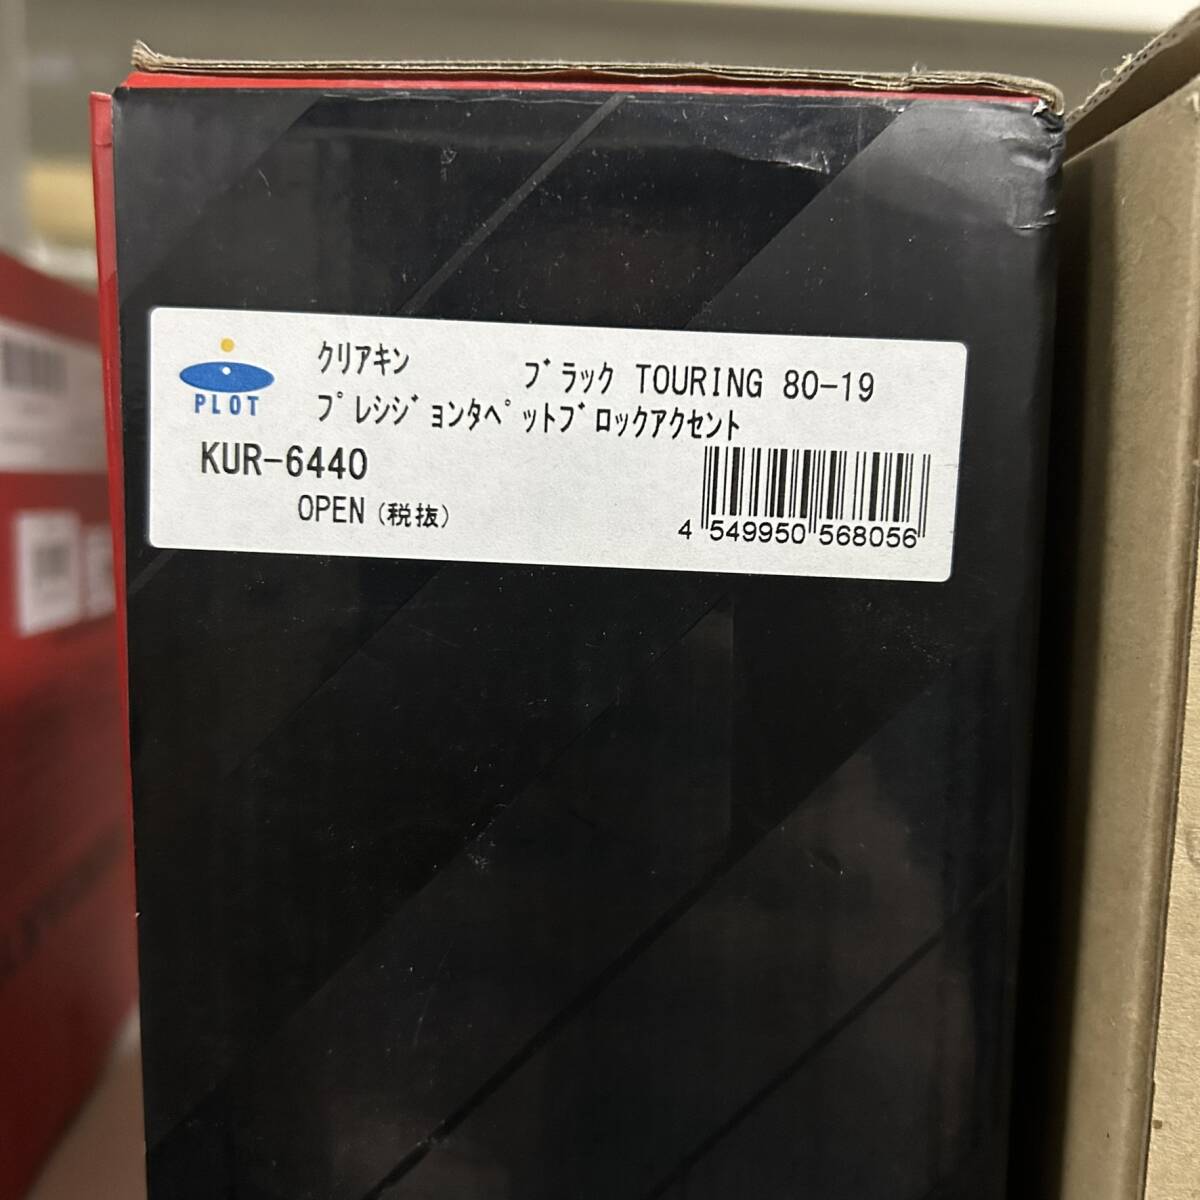 PLOT
クリアキン ブラック TOURING 80-19
プレシジョンタペットブロックアクセント
KUR-6440
OPEN (税抜)
4 549950 568056